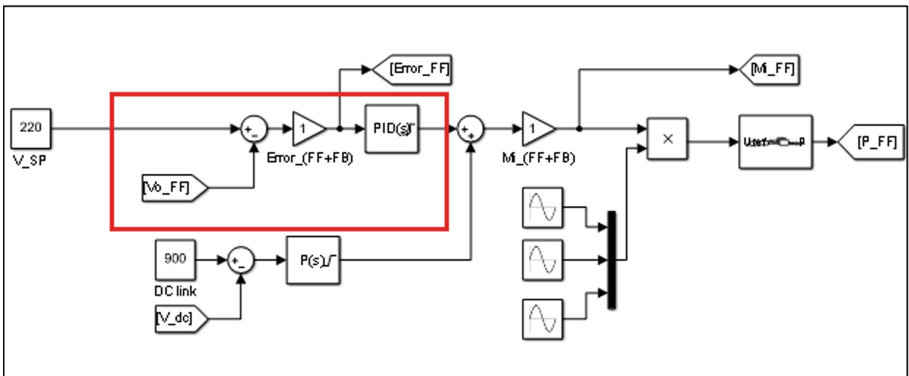 [Error_FF]
[Mi_FF]
220
V_SP
+
-
1
Error_(FF+FB)
PID(s)
+
+
1
Mi_(FF+FB)
×
[P_FF]
[Vo_FF]
900
DC link
+
-
P(s)
[V_dc]